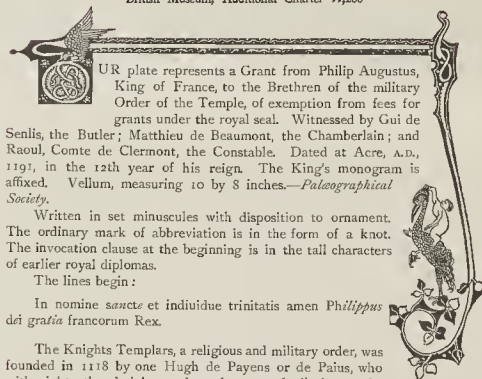 British Museum, Additional Charter
OUR plate represents a Grant from Philip Augustus,
King of France, to the Brethren of the military
Order of the Temple, of exemption from fees for
grants under the royal seal. Witnessed by Gui de
Senlis, the Butler; Matthieu de Beaumont, the Chamberlain; and
Raoul, Comte de Clermont, the Constable. Dated at Acre, A.D.,
1191, in the 12th year of his reign. The King's monogram is
affixed. Vellum, measuring 10 by 8 inches.—Palæographical
Society.
Written in set minuscules with disposition to ornament.
The ordinary mark of abbreviation is in the form of a knot.
The invocation clause at the beginning is in the tall characters
of earlier royal diplomas.
The lines begin:
In nomine sancte et indiuidue trinitatis amen Philippus
dei gratia francorum Rex.
The Knights Templars, a religious and military order, was
founded in 1118 by one Hugh de Payens or de Paius, who